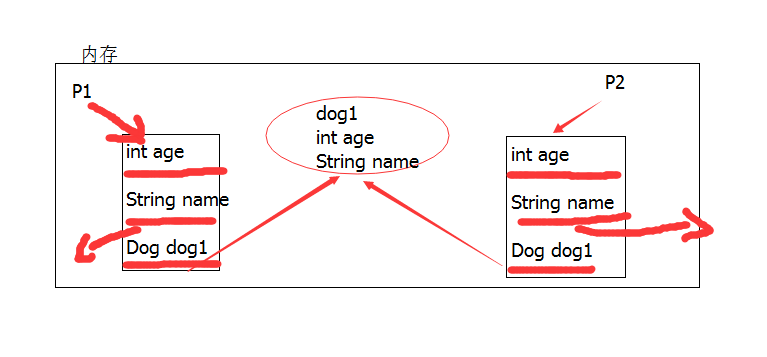 内存
P1
int age
String name
Dog dog1
dog1
int age
String name
P2
int age
String name
Dog dog1